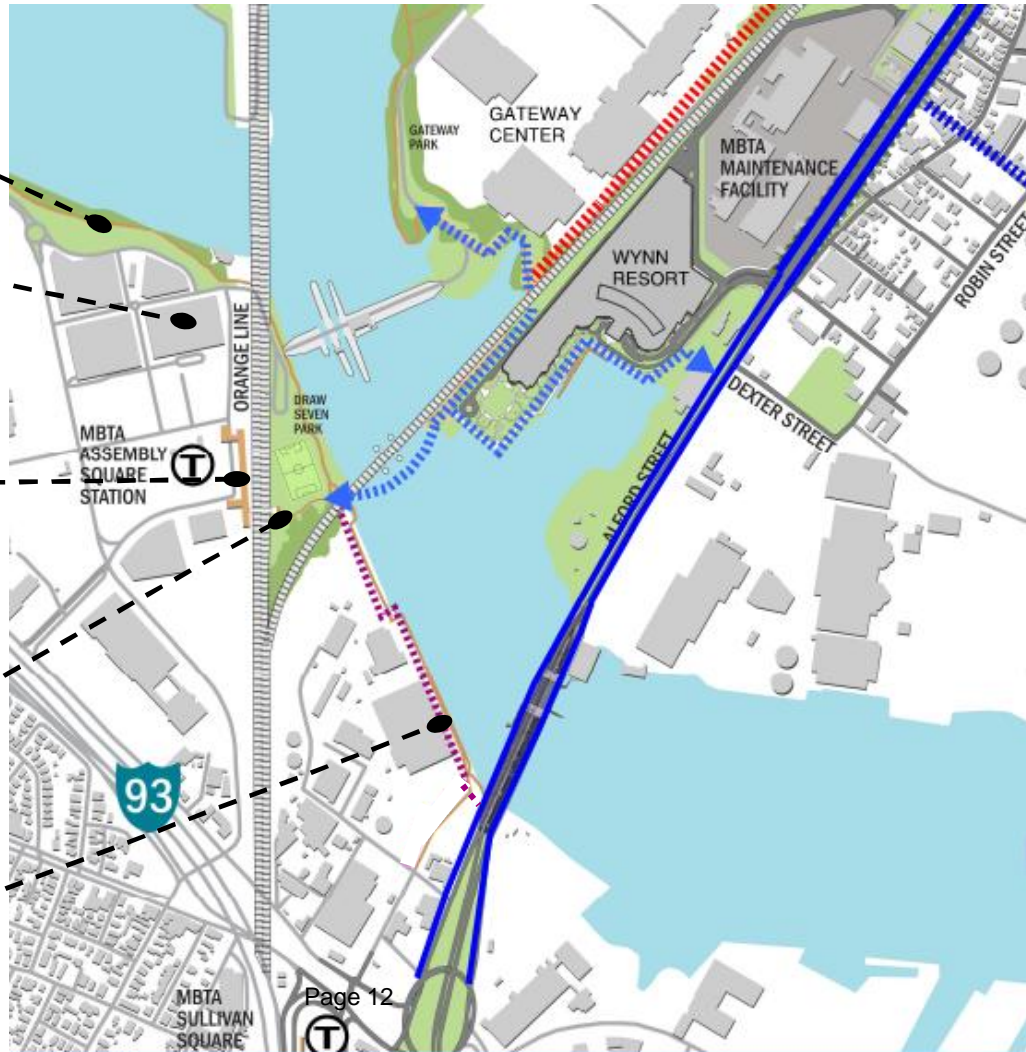 GATEWAY
CENTER
GATEWAY
PARK
MBTA
MAINTENANCE
FACILITY
WYNN
RESORT
ROBIN STREET
ORANGE LINE
DRAW
SEVEN
PARK
DEXTER STREET
MBTA
ASSEMBLY
SQUARE
STATION
T
ALFORD STREET
93
Page 12
MBTA
SULLIVAN
SQUARE
T